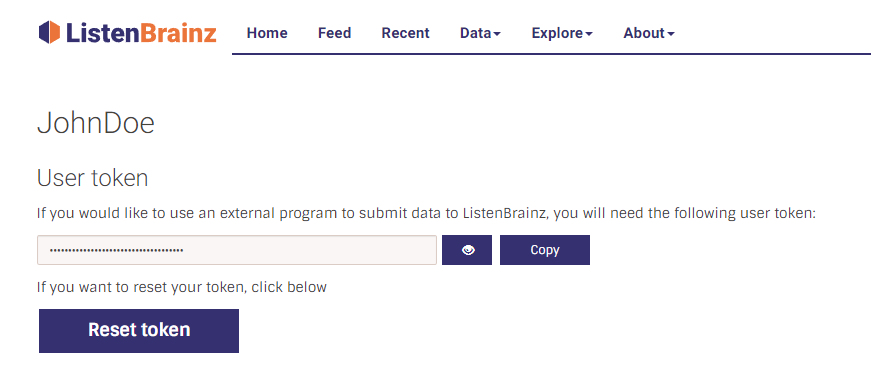 ListenBrainz Home Feed Recent Data Explore About
JohnDoe
User token
If you would like to use an external program to submit data to ListenBrainz, you will need the following user token:
Copy
If you want to reset your token, click below
Reset token